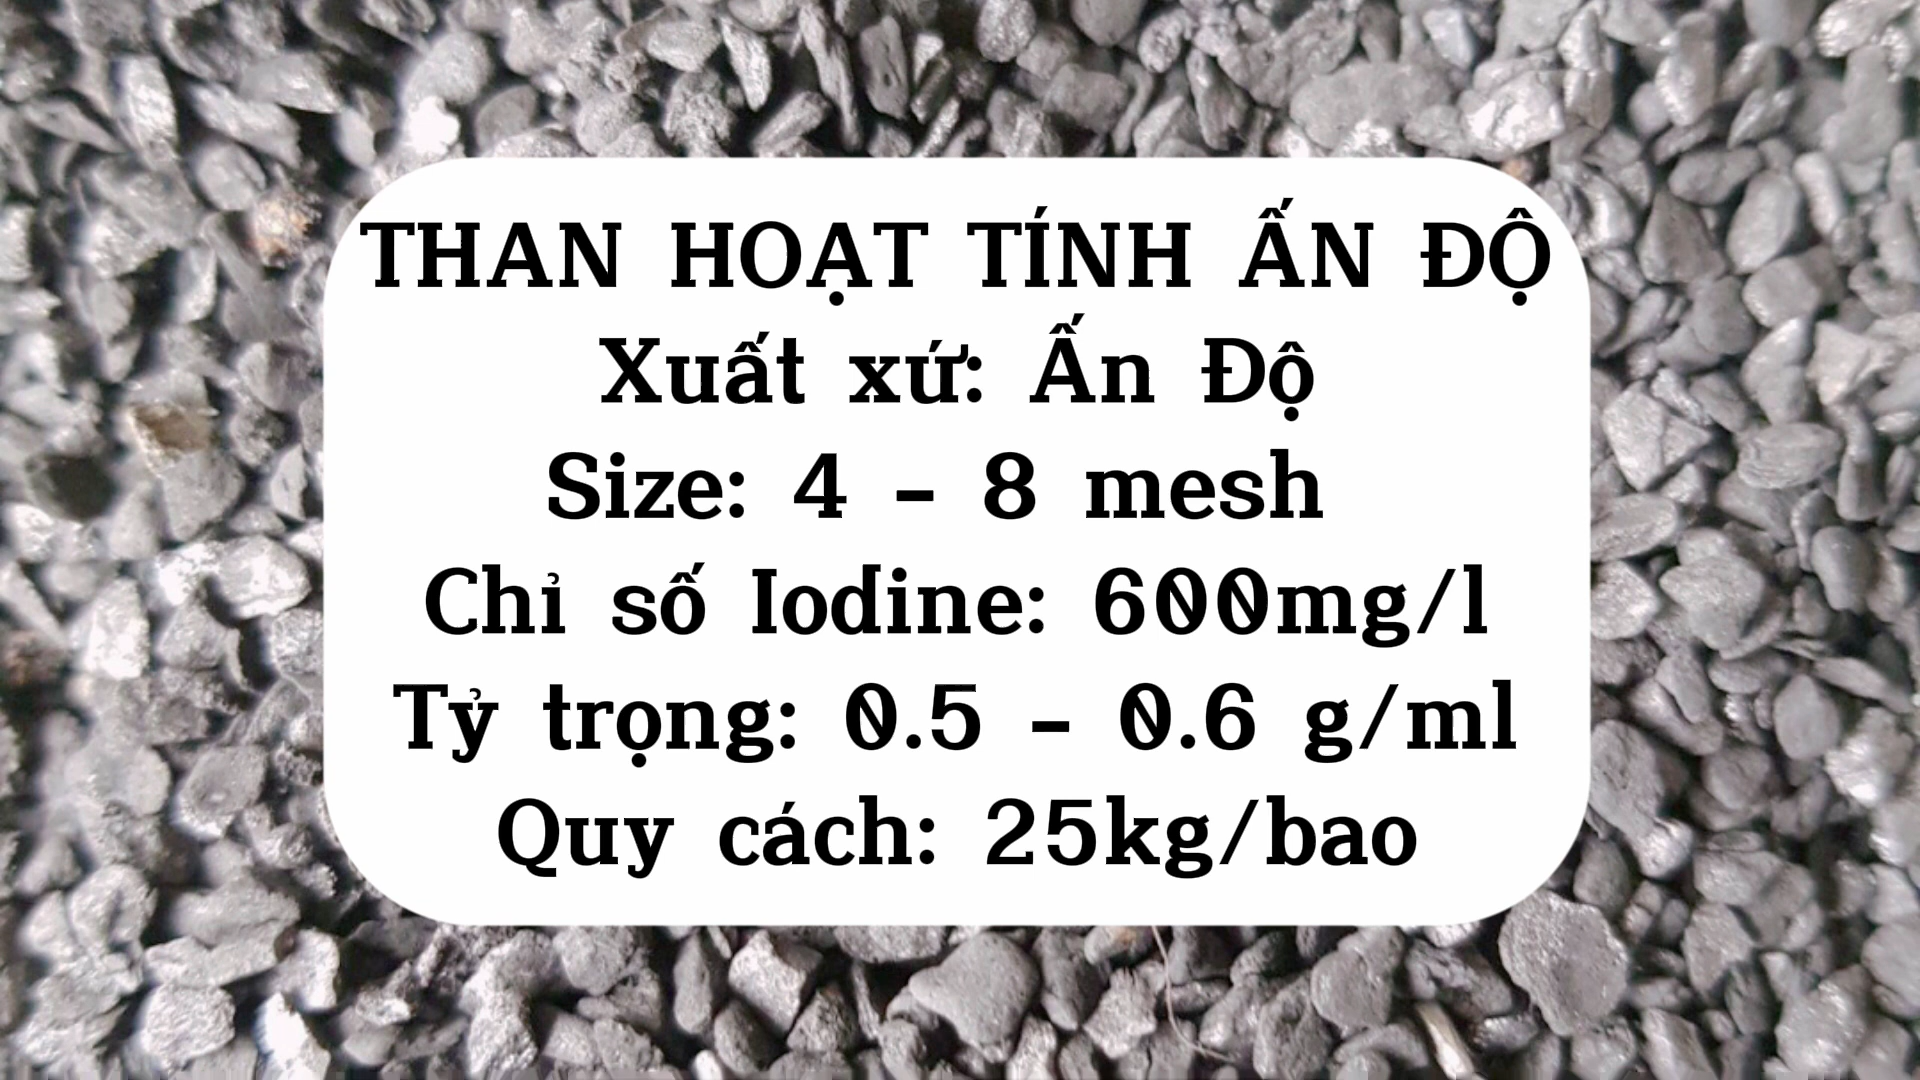 THAN HOẠT TÍNH ẤN ĐỘ
Xuất xứ: Ấn Độ
Size: 4 - 8 mesh
Chỉ số Iodine: 600mg/l
Tỷ trọng: 0.5 - 0.6 g/ml
Quy cách: 25kg/bao